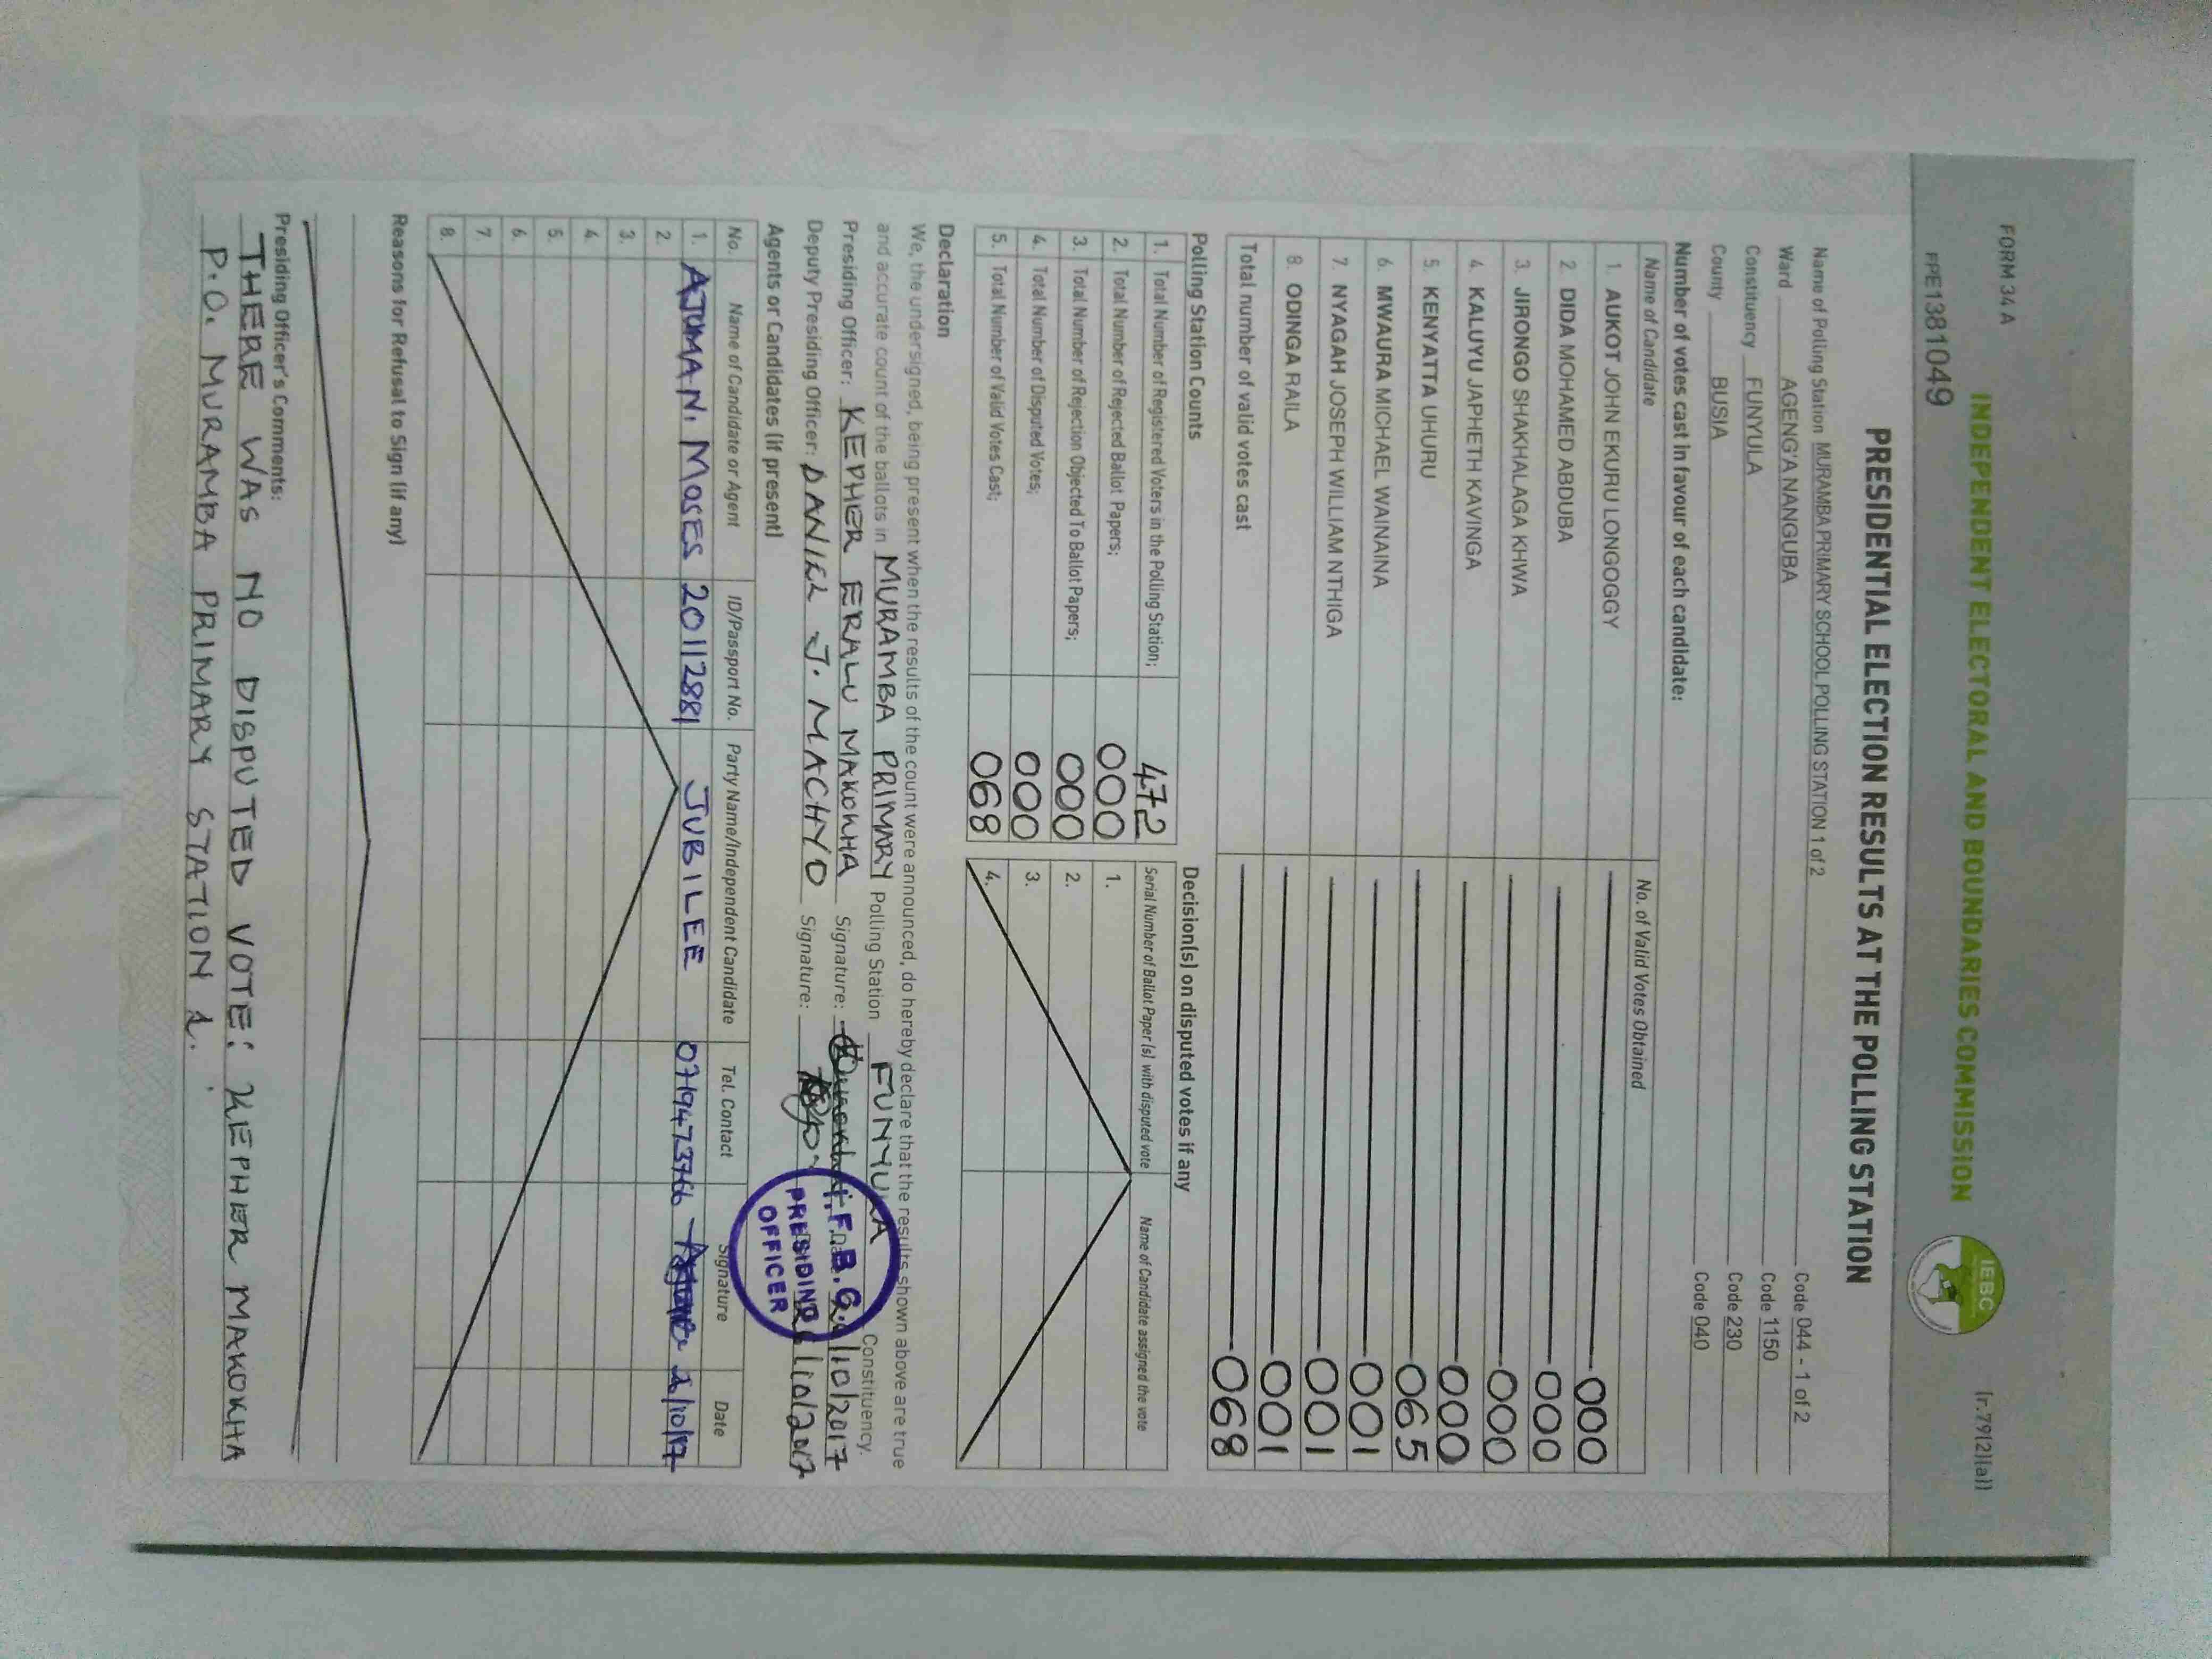 FORM 34 A
(r.79(2)(a))
INDEPENDENT ELECTORAL AND BOUNDARIES COMMISSION
IEBC
PPE1381049
PRESIDENTIAL ELECTION RESULTS AT THE POLLING STATION
Name of Polling Station MURAMBA PRIMARY SCHOOL POLLING STATION 1 of 2 Code 044 - 1 of 2
Ward AGENG'A NANGUBA Code 1150
Constituency FUNYULA Code 230
County BUSIA Code 040
Number of votes cast in favour of each candidate:
Name of Candidate No. of Valid Votes Obtained
1. AUKOT JOHN EKURU LONGOGGY 000
2. DIDA MOHAMED ABDUBA 000
3. JIRONGO SHAKHALAGA KHWA 000
4. KALUYU JAPHETH KAVINGA 000
5. KENYATTA UHURU 065
6. MWAURA MICHAEL WAINAINA 001
7. NYAGAH JOSEPH WILLIAM NTHIGA 001
8. ODINGA RAILA 001
Total number of valid votes cast 068
Polling Station Counts
1. Total Number of Registered Voters in the Polling Station; 472
2. Total Number of Rejected Ballot Papers; 000
3. Total Number of Rejection Objected To Ballot Papers; 000
4. Total Number of Disputed Votes; 000
5. Total Number of Valid Votes Cast; 068
Decision(s) on disputed votes if any
Serial Number of Ballot Paper (s) with disputed vote Name of Candidate assigned the vote
1.
2.
3.
4.
Declaration
We, the undersigned, being present when the results of the count were announced, do hereby declare that the results shown above are true
and accurate count of the ballots in MURAMBA PRIMARY Polling Station FUNYULA Constituency.
Presiding Officer: KEPHER ERALU MAKOKHA Signature: /10/2017
Deputy Presiding Officer: DANIEL J. MACHYO Signature: /10/2017
F.B.C.
PRESIDING
OFFICER
Agents or Candidates (if present)
No. Name of Candidate or Agent ID/Passport No. Party Name/Independent Candidate Tel. Contact Signature Date
1. AJUMA N. MOSES 20112881 JUBILEE 0719473766 2/10/17
2.
3.
4.
5.
6.
7.
8.
Reasons for Refusal to Sign (if any)
Presiding Officer's Comments:
THERE WAS NO DISPUTED VOTE: KEPHER MAKOKHA
P.O. MURAMBA PRIMARY STATION 1.